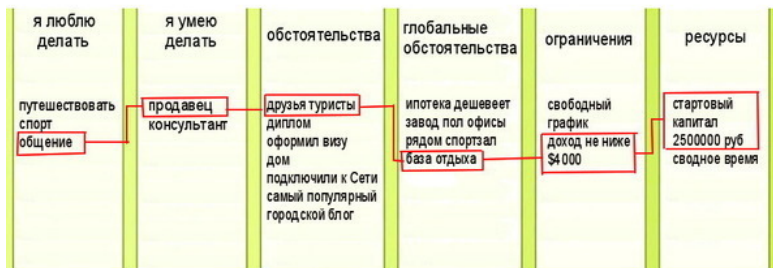 я люблю
делать
я умею
делать
обстоятельства
глобальные
обстоятельства
ограничения
ресурсы
путешествовать
спорт
общение
продавец
консультант
друзья туристы
диплом
оформил визу
дом
подключили к Сети
самый популярный
городской блог
ипотека дешевеет
завод пол офисы
рядом спортзал
база отдыха
свободный
график
доход не ниже
$4000
стартовый
капитал
2500000 руб
сводное время